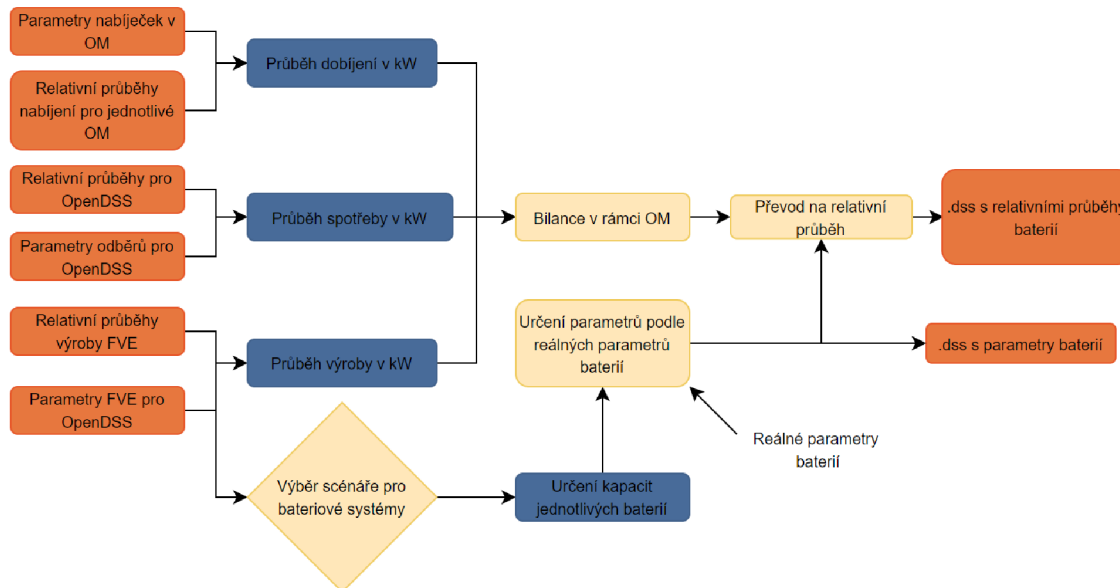 Parametry nabíječek v
OM
Relativní průběhy
nabíjení pro jednotlivé
OM
Průběh dobíjení v kW
Relativní průběhy pro
OpenDSS
Parametry odběrů pro
OpenDSS
Průběh spotřeby v kW
Bilance v rámci OM
Převod na relativní
průběh
.dss s relativními průběhy
baterií
Relativní průběhy
výroby FVE
Parametry FVE pro
OpenDSS
Průběh výroby v kW
Určení parametrů podle
reálných parametrů
baterií
.dss s parametry baterií
Reálné parametry
baterií
Výběr scénáře pro
bateriové systémy
Určení kapacit
jednotlivých baterií